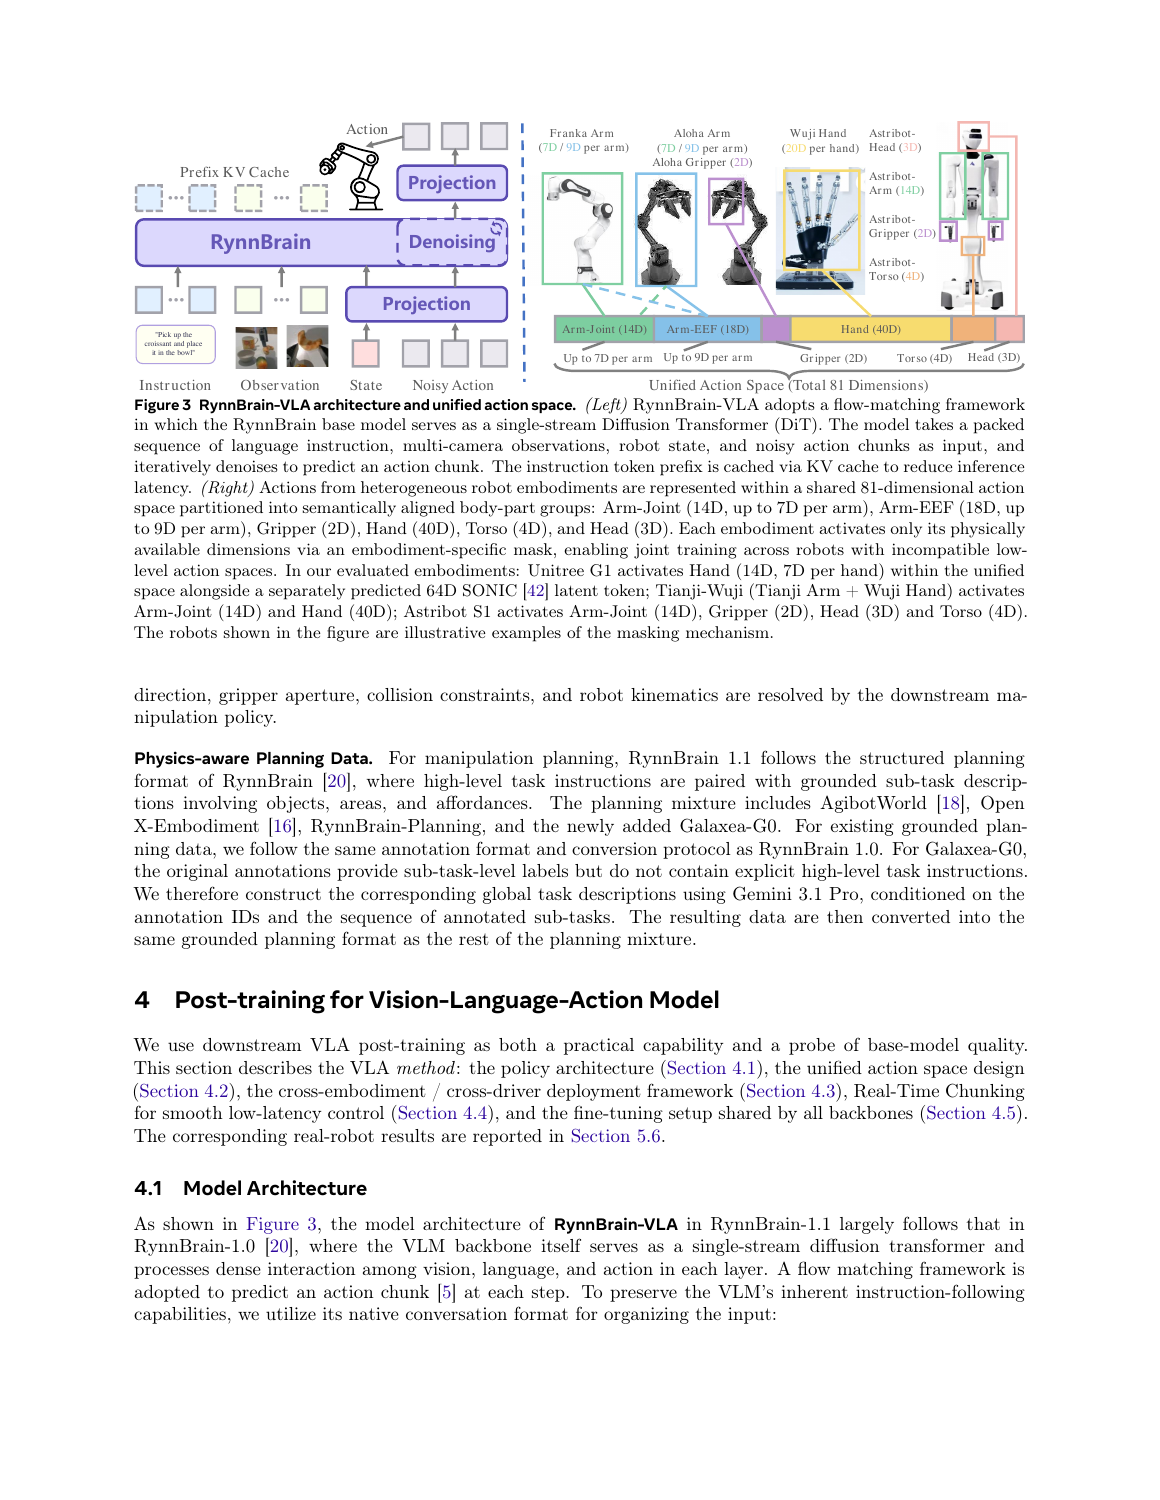 Action
Prefix KV Cache
Projection
RynnBrain
Denoising
Projection
"Pick up the
croissant and place
it in the bowl"
Instruction
Observation
State
Noisy Action
Franka Arm
(7D / 9D per arm)
Aloha Arm
(7D / 9D per arm)
Aloha Gripper (2D)
Wuji Hand
(20D per hand)
Astribot-
Head (3D)
Astribot-
Arm (14D)
Astribot-
Gripper (2D)
Astribot-
Torso (4D)
Arm-Joint (14D)
Arm-EEF (18D)
Hand (40D)
Up to 7D per arm
Up to 9D per arm
Gripper (2D)
Torso (4D)
Head (3D)
Unified Action Space (Total 81 Dimensions)
Figure 3 RynnBrain-VLA architecture and unified action space. (Left) RynnBrain-VLA adopts a flow-matching framework
in which the RynnBrain base model serves as a single-stream Diffusion Transformer (DiT). The model takes a packed
sequence of language instruction, multi-camera observations, robot state, and noisy action chunks as input, and
iteratively denoises to predict an action chunk. The instruction token prefix is cached via KV cache to reduce inference
latency. (Right) Actions from heterogeneous robot embodiments are represented within a shared 81-dimensional action
space partitioned into semantically aligned body-part groups: Arm-Joint (14D, up to 7D per arm), Arm-EEF (18D, up
to 9D per arm), Gripper (2D), Hand (40D), Torso (4D), and Head (3D). Each embodiment activates only its physically
available dimensions via an embodiment-specific mask, enabling joint training across robots with incompatible low-
level action spaces. In our evaluated embodiments: Unitree G1 activates Hand (14D, 7D per hand) within the unified
space alongside a separately predicted 64D SONIC [42] latent token; Tianji-Wuji (Tianji Arm + Wuji Hand) activates
Arm-Joint (14D) and Hand (40D); Astribot S1 activates Arm-Joint (14D), Gripper (2D), Head (3D) and Torso (4D).
The robots shown in the figure are illustrative examples of the masking mechanism.
direction, gripper aperture, collision constraints, and robot kinematics are resolved by the downstream ma-
nipulation policy.
Physics-aware Planning Data. For manipulation planning, RynnBrain 1.1 follows the structured planning
format of RynnBrain [20], where high-level task instructions are paired with grounded sub-task descrip-
tions involving objects, areas, and affordances. The planning mixture includes AgibotWorld [18], Open
X-Embodiment [16], RynnBrain-Planning, and the newly added Galaxea-G0. For existing grounded plan-
ning data, we follow the same annotation format and conversion protocol as RynnBrain 1.0. For Galaxea-G0,
the original annotations provide sub-task-level labels but do not contain explicit high-level task instructions.
We therefore construct the corresponding global task descriptions using Gemini 3.1 Pro, conditioned on the
annotation IDs and the sequence of annotated sub-tasks. The resulting data are then converted into the
same grounded planning format as the rest of the planning mixture.
4 Post-training for Vision-Language-Action Model
We use downstream VLA post-training as both a practical capability and a probe of base-model quality.
This section describes the VLA method: the policy architecture (Section 4.1), the unified action space design
(Section 4.2), the cross-embodiment / cross-driver deployment framework (Section 4.3), Real-Time Chunking
for smooth low-latency control (Section 4.4), and the fine-tuning setup shared by all backbones (Section 4.5).
The corresponding real-robot results are reported in Section 5.6.
4.1 Model Architecture
As shown in Figure 3, the model architecture of RynnBrain-VLA in RynnBrain-1.1 largely follows that in
RynnBrain-1.0 [20], where the VLM backbone itself serves as a single-stream diffusion transformer and
processes dense interaction among vision, language, and action in each layer. A flow matching framework is
adopted to predict an action chunk [5] at each step. To preserve the VLM's inherent instruction-following
capabilities, we utilize its native conversation format for organizing the input: